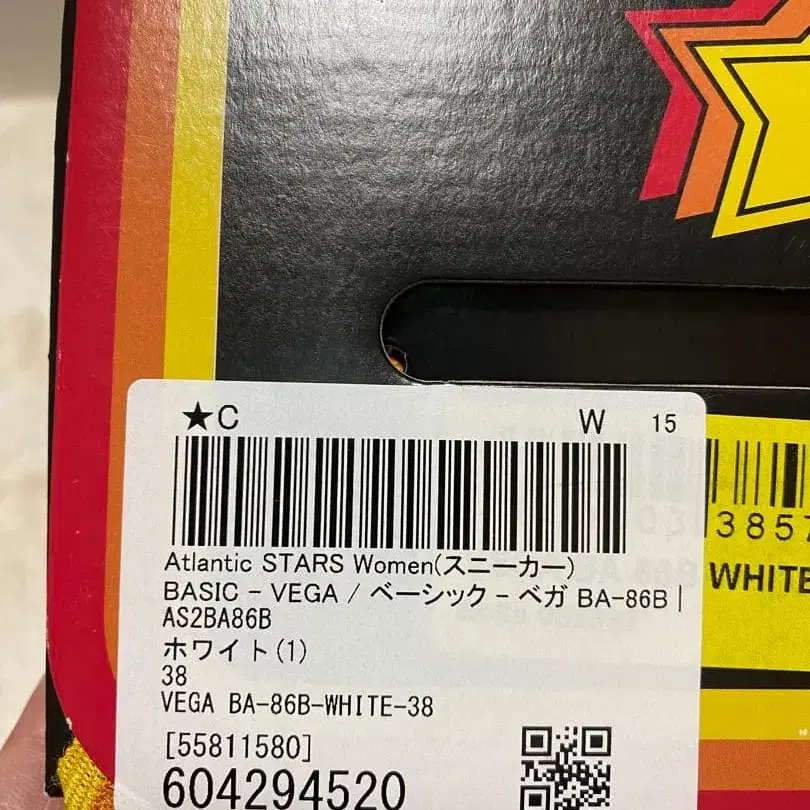 ★C W 15
Atlantic STARS Women(スニーカー)
BASIC - VEGA / ベーシック - ベガ BA-86B |
AS2BA86B
ホワイト(1)
38
VEGA BA-86B-WHITE-38
[55811580]
604294520
3857
WHITE